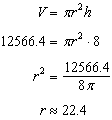 V = πr²h
12566.4 = πr² · 8
r² = 12566.4 / 8π
r ≈ 22.4